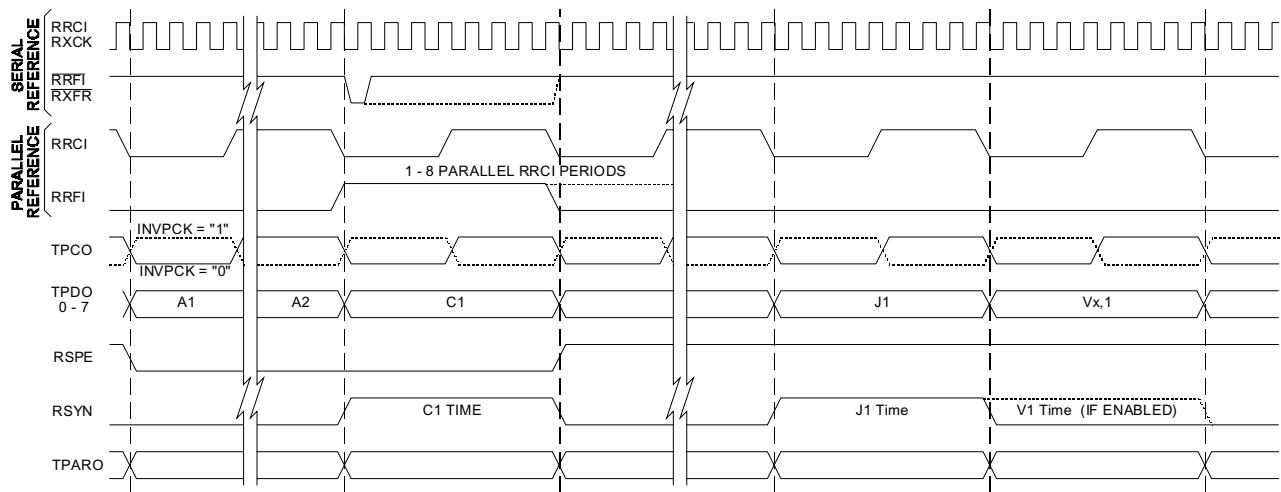 SERIAL
REFERENCE
RRCI
RXCK
RRFI
RXFR
PARALLEL
REFERENCE
RRCI
1 - 8 PARALLEL RRCI PERIODS
RRFI
INVPCK = "1"
TPCO
INVPCK = "0"
TPDO
0 - 7
A1
A2
C1
J1
Vx,1
RSPE
RSYN
C1 TIME
J1 Time
V1 Time (IF ENABLED)
TPARO